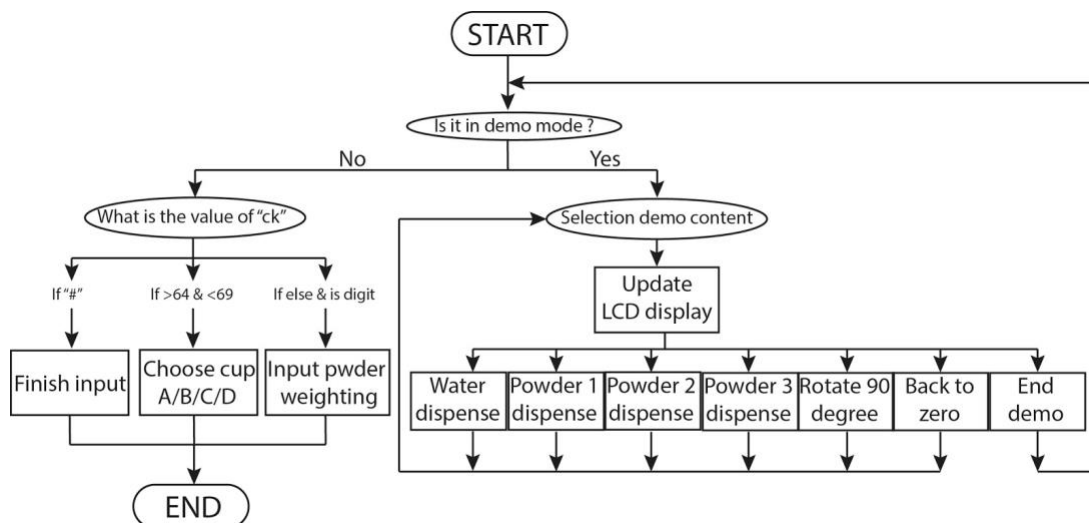 START
Is it in demo mode ?
No
Yes
What is the value of "ck"
Selection demo content
If "#"
If >64 & <69
If else & is digit
Update
LCD display
Finish input
Choose cup
A/B/C/D
Input pwder
weighting
Water
dispense
Powder 1
dispense
Powder 2
dispense
Powder 3
dispense
Rotate 90
degree
Back to
zero
End
demo
END